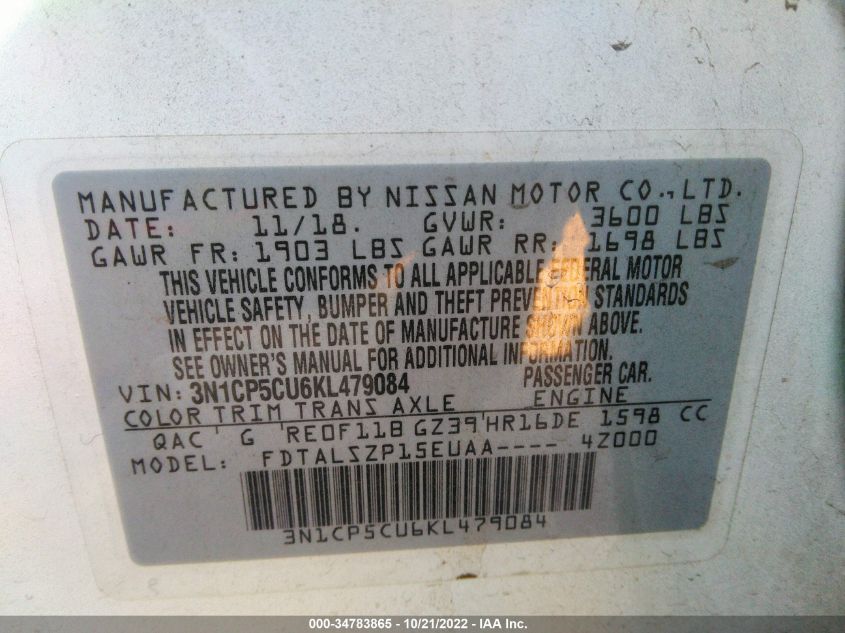 MANUFACTURED BY NISSAN MOTOR CO., LTD.
DATE: 11/18. GVWR: 3600 LBS
GAWR FR: 1903 LBS GAWR RR: 1698 LBS
THIS VEHICLE CONFORMS TO ALL APPLICABLE FEDERAL MOTOR
VEHICLE SAFETY, BUMPER AND THEFT PREVENTION STANDARDS
IN EFFECT ON THE DATE OF MANUFACTURE SHOWN ABOVE.
SEE OWNER'S MANUAL FOR ADDITIONAL INFORMATION.
VIN: 3N1CP5CU6KL479084 PASSENGER CAR.
COLOR TRIM TRANS AXLE ENGINE
QAC ' G ' RE0F11B GZ39 ' HR16DE 1598 CC
MODEL: FDTALSZP15EUAA---- 4Z000
3N1CP5CU6KL479084
000-34783865 - 10/21/2022 - IAA Inc.